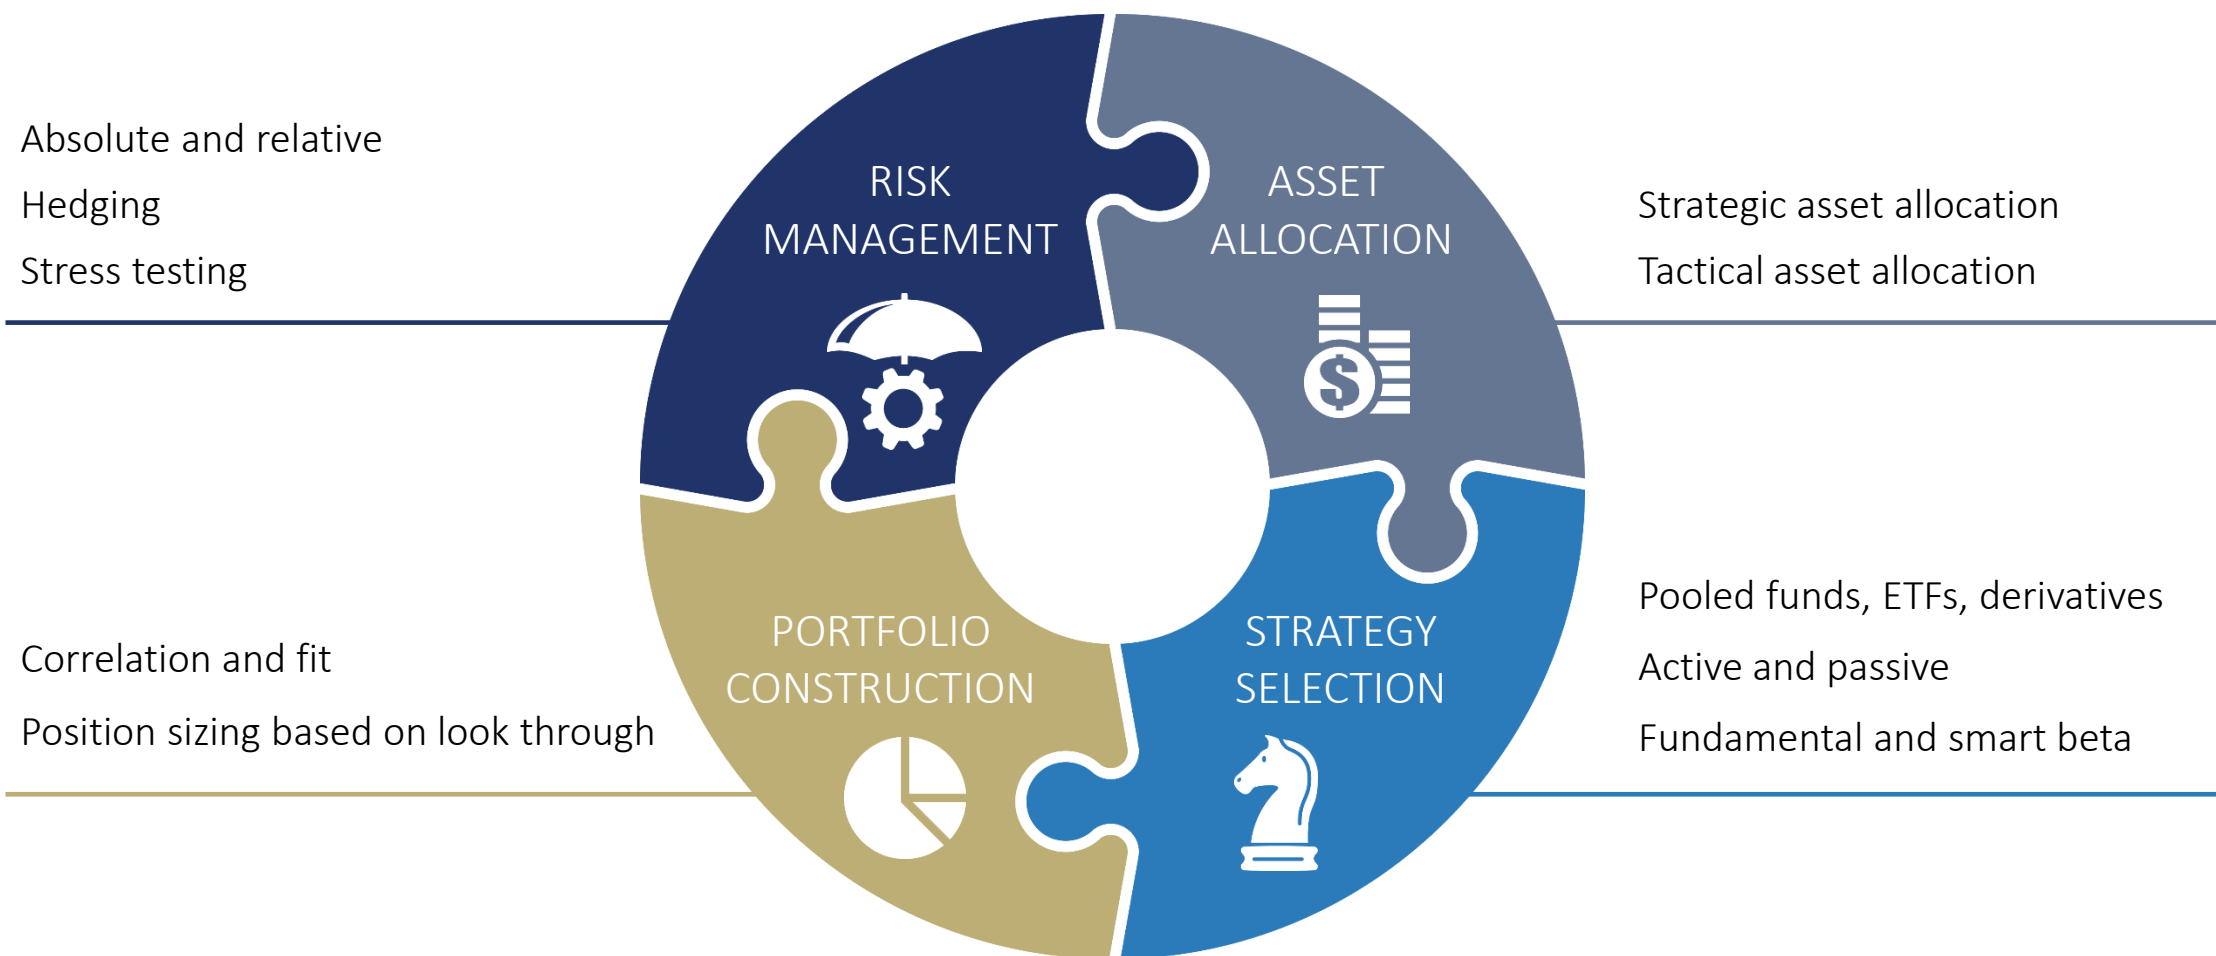 Absolute and relative
Hedging
Stress testing
RISK
MANAGEMENT
ASSET
ALLOCATION
$
Strategic asset allocation
Tactical asset allocation
Correlation and fit
Position sizing based on look through
PORTFOLIO
CONSTRUCTION
STRATEGY
SELECTION
Pooled funds, ETFs, derivatives
Active and passive
Fundamental and smart beta